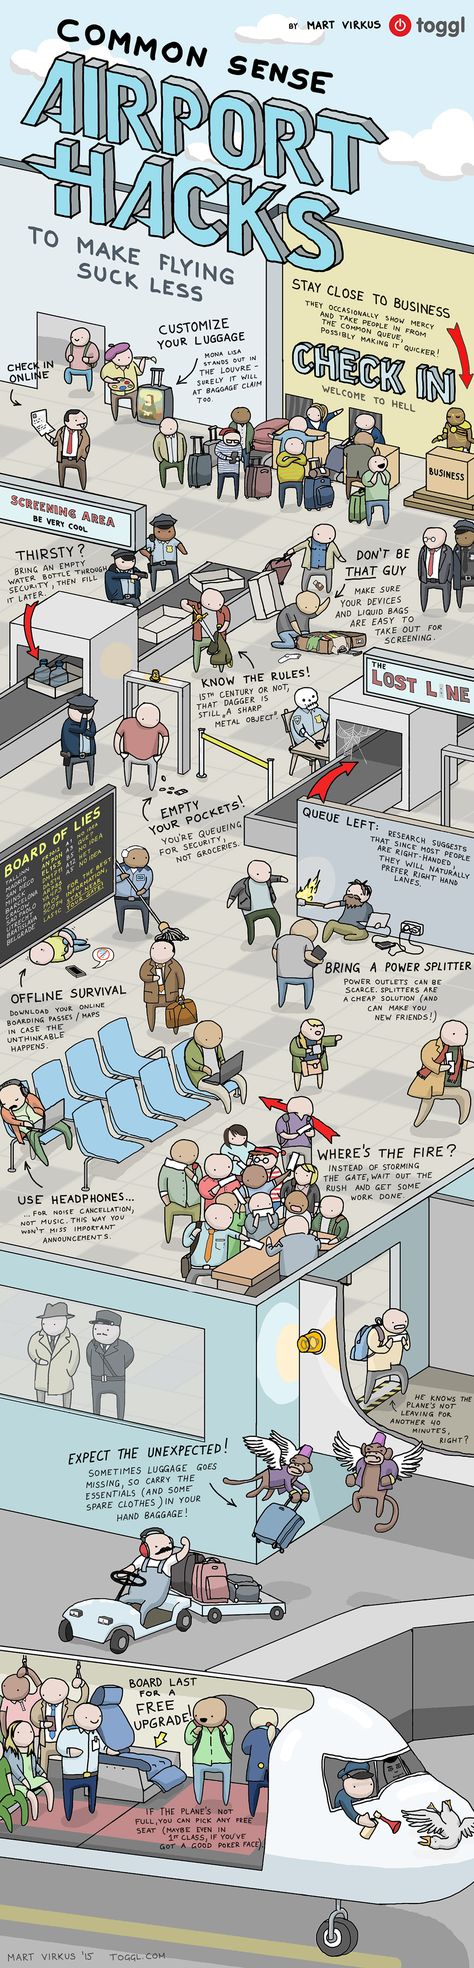 BY MART VIRKUS toggl
COMMON SENSE
AIRPORT
HACKS
TO MAKE FLYING
SUCK LESS
STAY CLOSE TO BUSINESS
THEY OCCASIONALLY SHOW MERCY
AND TAKE PEOPLE IN FROM
THE COMMON QUEUE,
POSSIBLY MAKING IT QUICKER!
CHECK IN
WELCOME TO HELL
BUSINESS
CUSTOMIZE
YOUR LUGGAGE
MONA LISA
STANDS OUT IN
THE LOUVRE -
SURELY IT WILL
AT BAGGAGE CLAIM
TOO.
CHECK IN
ONLINE
SCREENING AREA
BE VERY COOL
THIRSTY?
BRING AN EMPTY
WATER BOTTLE THROUGH
SECURITY, THEN FILL
IT LATER.
DON'T BE
THAT GUY
MAKE SURE
YOUR DEVICES
AND LIQUID BAGS
ARE EASY TO
TAKE OUT FOR
SCREENING.
KNOW THE RULES!
15TH CENTURY OR NOT,
THAT DAGGER IS
STILL "A SHARP
METAL OBJECT".
THE
LOST LINE
EMPTY
YOUR POCKETS!
YOU'RE QUEUEING
FOR SECURITY,
NOT GROCERIES.
QUEUE LEFT: RESEARCH SUGGESTS
THAT SINCE MOST PEOPLE
ARE RIGHT-HANDED,
THEY WILL NATURALLY
PREFER RIGHT HAND
LANES.
BOARD OF LIES
TALLINN
BARCELONA
BRATISLAVA
BELGRADE
NO IDEA
FOR THE BEST
INFORMATION,
STAY NEAR
YOUR GATE!
OFFLINE SURVIVAL
DOWNLOAD YOUR ONLINE
BOARDING PASSES / MAPS
IN CASE THE
UNTHINKABLE
HAPPENS.
BRING A POWER SPLITTER
POWER OUTLETS CAN BE
SCARCE. SPLITTERS ARE
A CHEAP SOLUTION (AND
CAN MAKE YOU
NEW FRIENDS!)
USE HEADPHONES...
...FOR NOISE CANCELLATION,
NOT MUSIC. THIS WAY YOU
WON'T MISS IMPORTANT
ANNOUNCEMENTS.
WHERE'S THE FIRE?
INSTEAD OF STORMING
THE GATE, WAIT OUT THE
RUSH AND GET SOME
WORK DONE.
HE KNOWS THE
PLANE'S NOT
LEAVING FOR
ANOTHER 40
MINUTES,
RIGHT?
EXPECT THE UNEXPECTED!
SOMETIMES LUGGAGE GOES
MISSING, SO CARRY THE
ESSENTIALS (AND SOME
SPARE CLOTHES) IN YOUR
HAND BAGGAGE!
BOARD LAST
FOR A
FREE
UPGRADE!
IF THE PLANE'S NOT
FULL, YOU CAN PICK ANY FREE
SEAT (MAYBE EVEN IN
1ST CLASS, IF YOU'VE
GOT A GOOD POKER FACE)
MART VIRKUS '15 TOGGL.COM